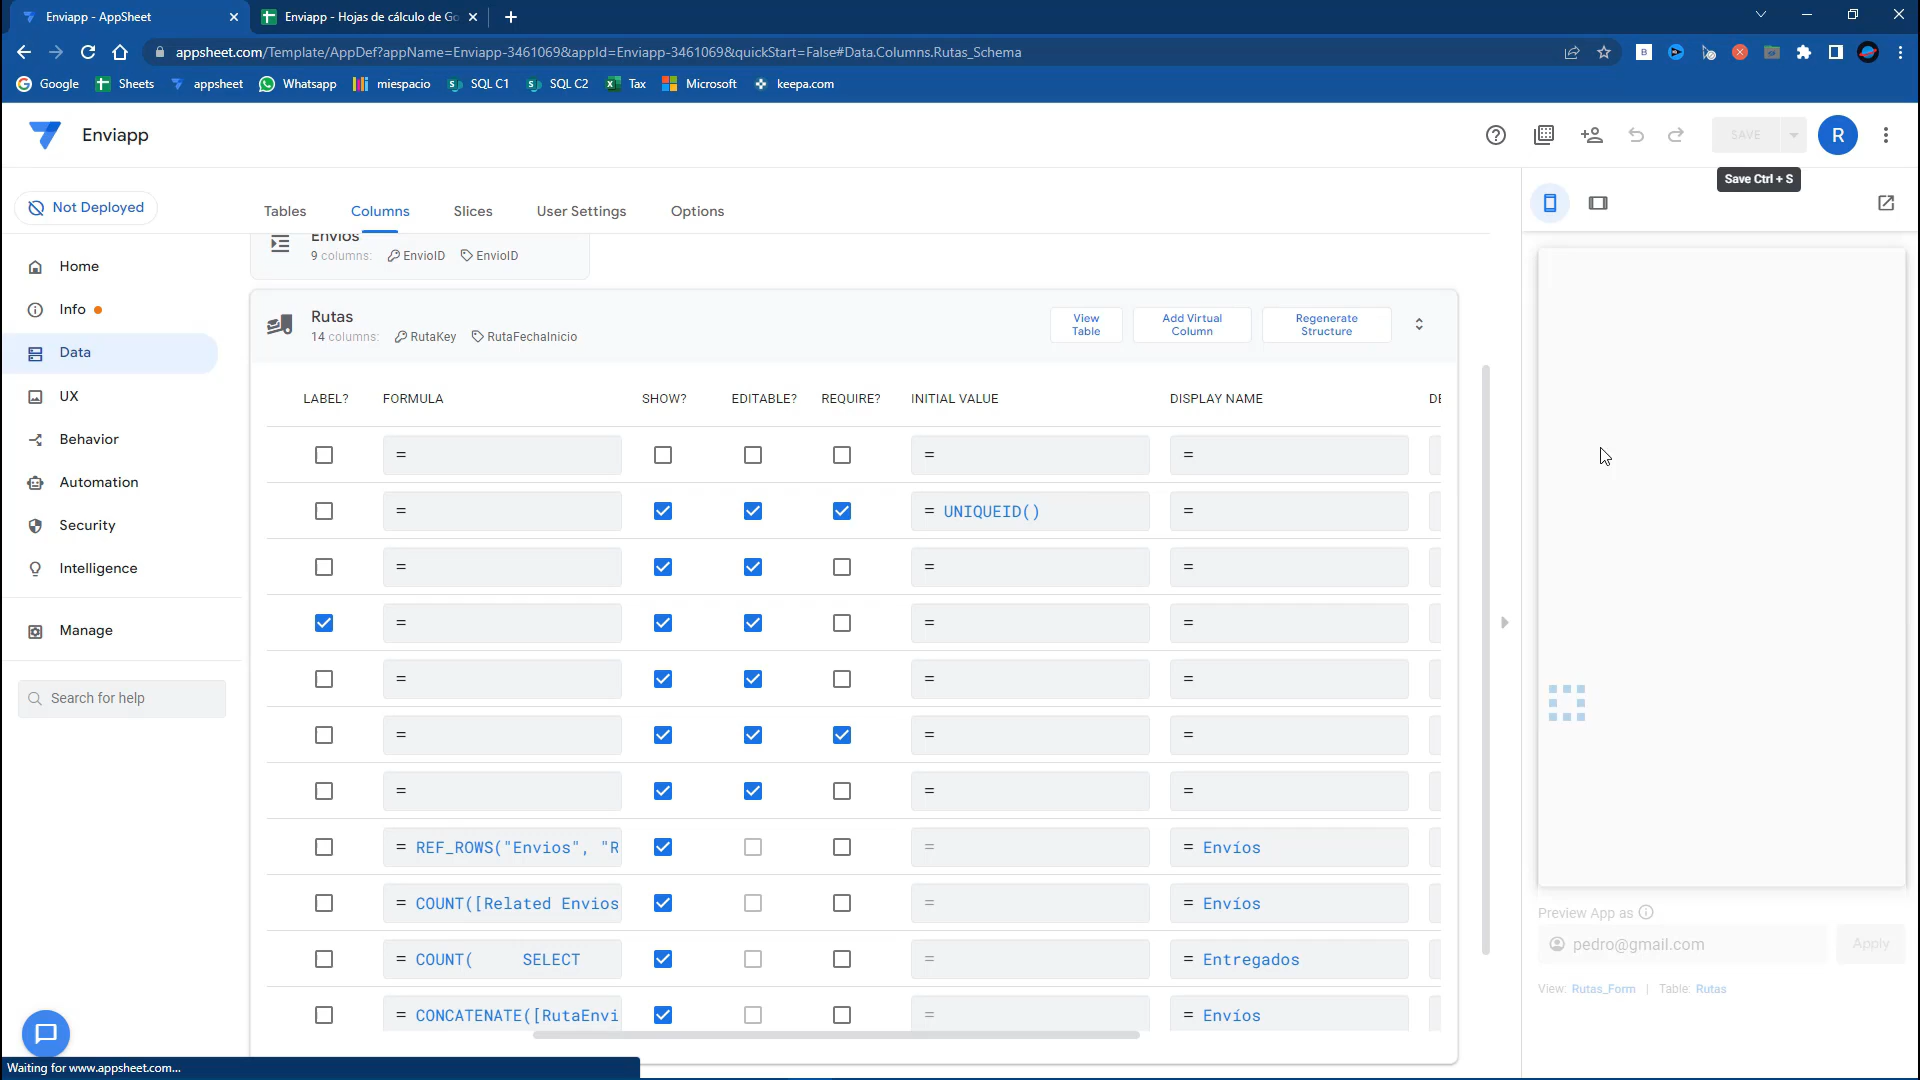 Enviapp - AppSheet
Enviapp - Hojas de cálculo de Go
appsheet.com/Template/AppDef?appName=Enviapp-3461069&appId=Enviapp-3461069&quickStart=False#Data.Columns.Rutas_Schema
Google
Sheets
appsheet
Whatsapp
miespacio
SQL C1
SQL C2
Tax
Microsoft
keepa.com
Enviapp
SAVE
R
Save Ctrl + S
Not Deployed
Tables
Columns
Slices
User Settings
Options
Home
Info
Data
UX
Behavior
Automation
Security
Intelligence
Manage
Search for help
Envios
9 columns: EnvioID EnvioID
Rutas
14 columns: RutaKey RutaFechaInicio
View Table
Add Virtual Column
Regenerate Structure
LABEL? FORMULA SHOW? EDITABLE? REQUIRE? INITIAL VALUE DISPLAY NAME DE
= = =
= = UNIQUEID() =
= = =
= = =
= = =
= = =
= = =
= REF_ROWS("Envios", "R = = Envíos
= COUNT([Related Envios = = Envíos
= COUNT( SELECT = = Entregados
= CONCATENATE([RutaEnvi = = Envíos
Preview App as
pedro@gmail.com
Apply
View: Rutas_Form | Table: Rutas
Waiting for www.appsheet.com...